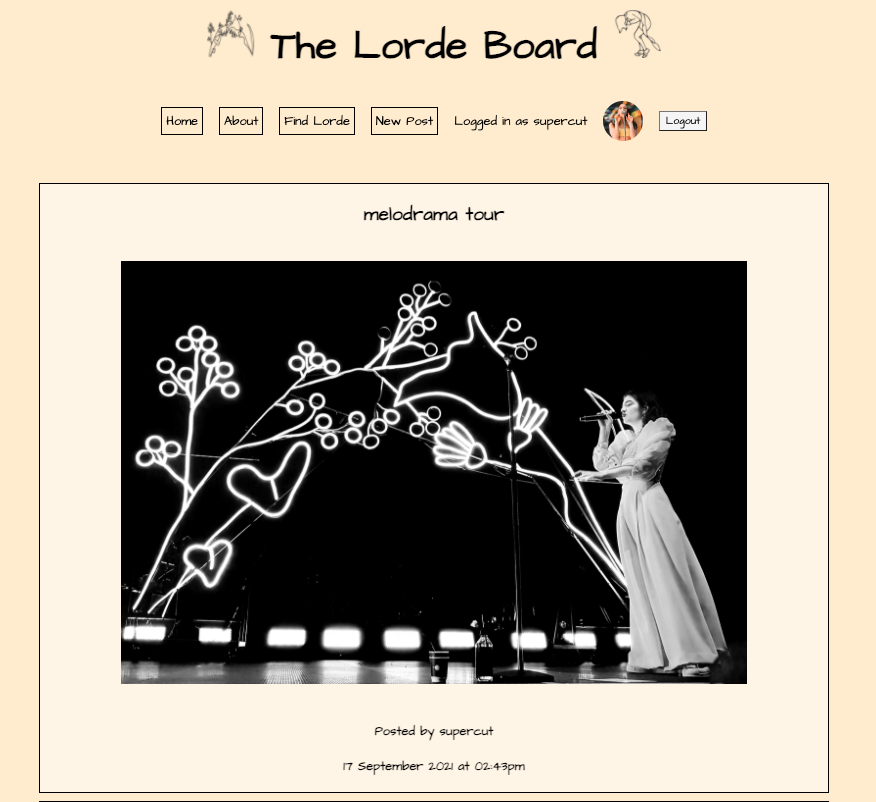 The Lorde Board
Home About Find Lorde New Post Logged in as supercut Logout
melodrama tour
Posted by supercut
17 September 2021 at 02:43pm